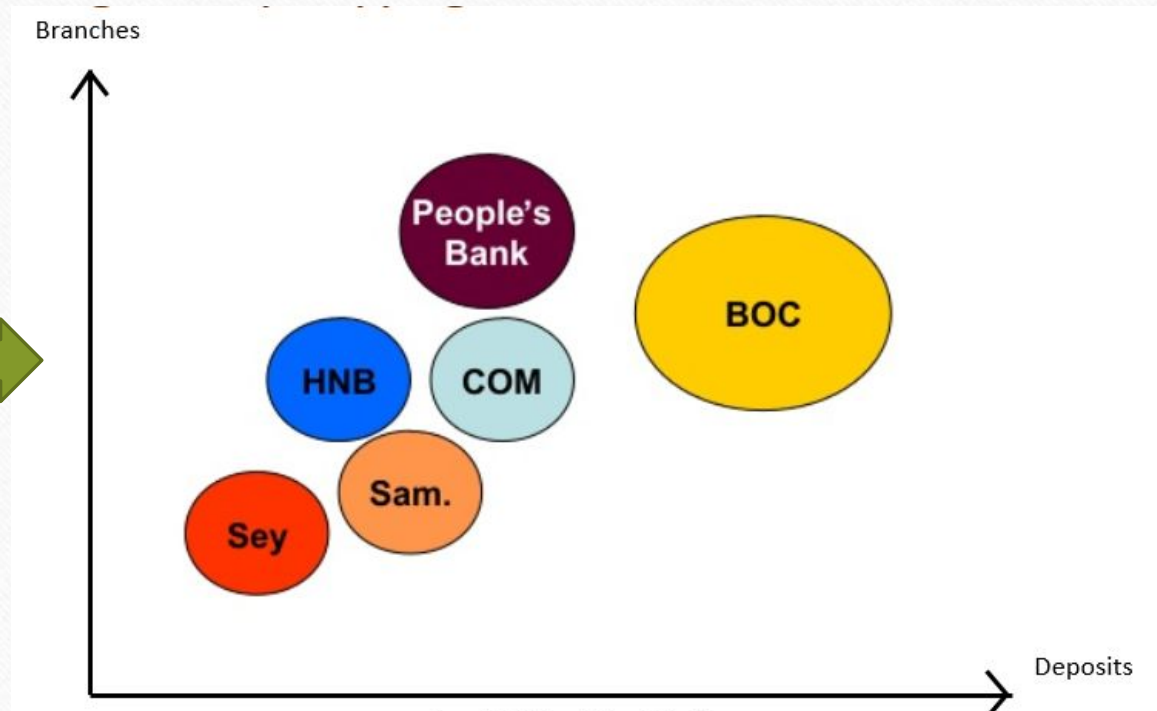 Branches
People's
Bank
BOC
HNB
COM
Sam.
Sey
Deposits